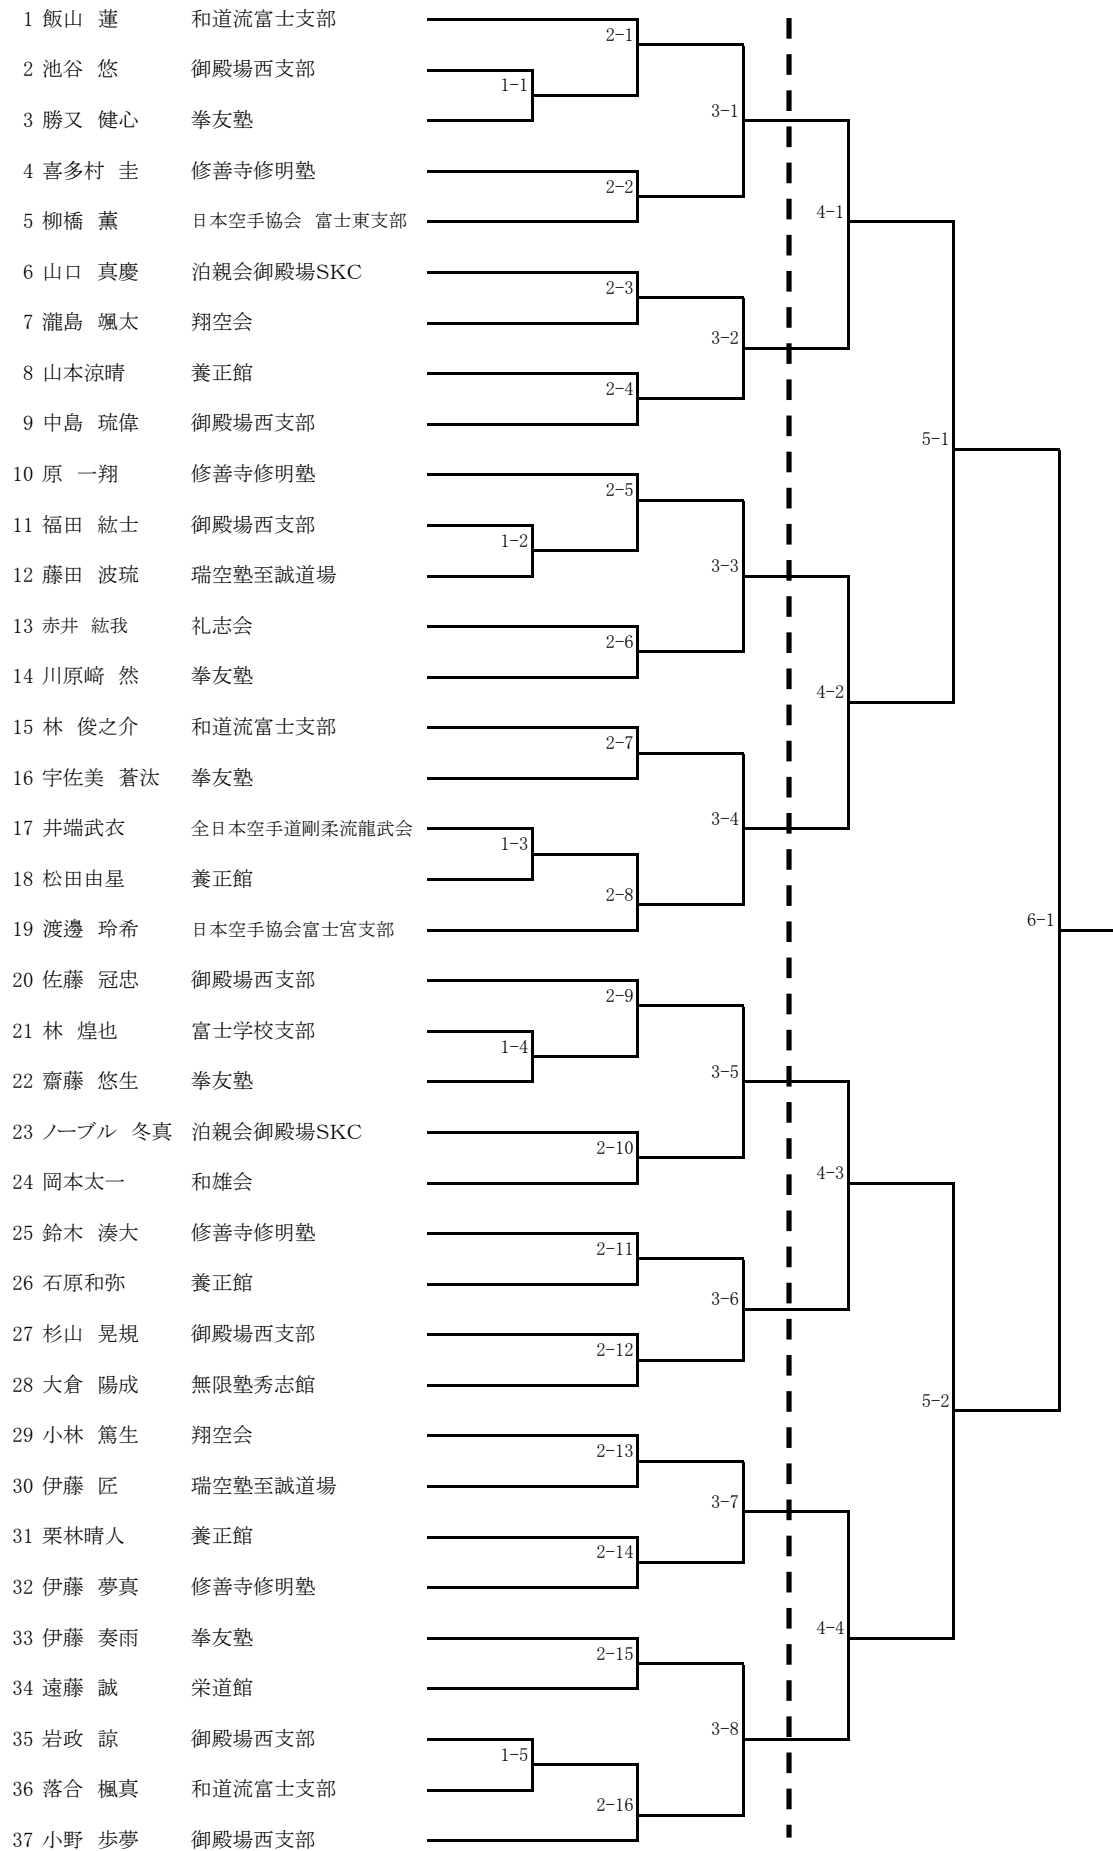 1 飯山 蓮 和道流富士支部
2-1
2 池谷 悠 御殿場西支部
1-1
3-1
3 勝又 健心 拳友塾
4 喜多村 圭 修善寺修明塾
2-2
4-1
5 柳橋 薫 日本空手協会 富士東支部
6 山口 真慶 泊親会御殿場SKC
2-3
7 瀧島 颯太 翔空会
3-2
8 山本涼晴 養正館
2-4
9 中島 琉偉 御殿場西支部
5-1
10 原 一翔 修善寺修明塾
2-5
11 福田 紘士 御殿場西支部
1-2
3-3
12 藤田 波琉 瑞空塾至誠道場
13 赤井 紘我 礼志会
2-6
14 川原﨑 然 拳友塾
4-2
15 林 俊之介 和道流富士支部
2-7
16 宇佐美 蒼汰 拳友塾
3-4
17 井端武衣 全日本空手道剛柔流龍武会
1-3
18 松田由星 養正館
2-8
19 渡邊 玲希 日本空手協会富士宮支部
6-1
20 佐藤 冠忠 御殿場西支部
2-9
21 林 煌也 富士学校支部
1-4
3-5
22 齋藤 悠生 拳友塾
23 ノーブル 冬真 泊親会御殿場SKC
2-10
4-3
24 岡本太一 和雄会
25 鈴木 湊大 修善寺修明塾
2-11
26 石原和弥 養正館
3-6
27 杉山 晃規 御殿場西支部
2-12
28 大倉 陽成 無限塾秀志館
5-2
29 小林 篤生 翔空会
2-13
30 伊藤 匠 瑞空塾至誠道場
3-7
31 栗林晴人 養正館
2-14
32 伊藤 夢真 修善寺修明塾
4-4
33 伊藤 奏雨 拳友塾
2-15
34 遠藤 誠 栄道館
3-8
35 岩政 諒 御殿場西支部
1-5
36 落合 楓真 和道流富士支部
2-16
37 小野 歩夢 御殿場西支部